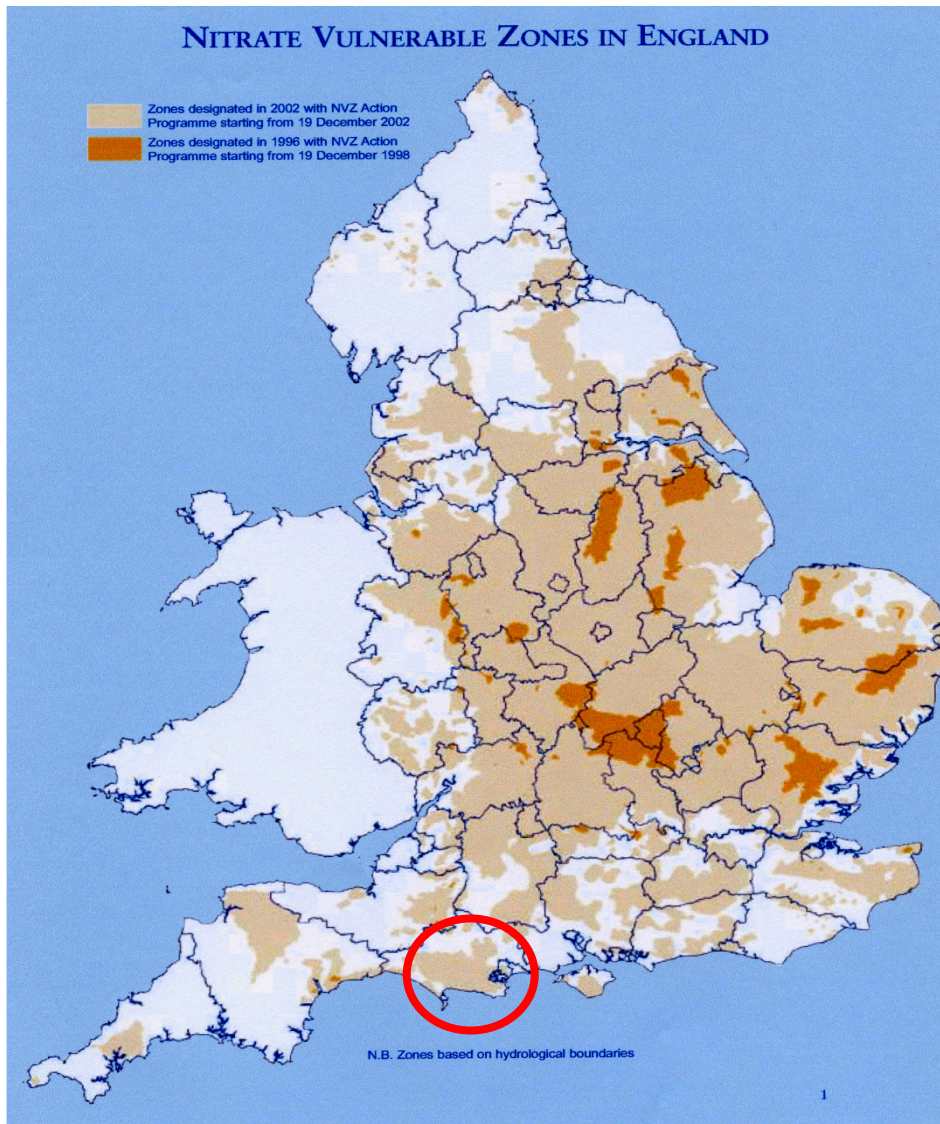 NITRATE VULNERABLE ZONES IN ENGLAND
Zones designated in 2002 with NVZ Action
Programme starting from 19 December 2002
Zones designated in 1996 with NVZ Action
Programme starting from 19 December 1998
N.B. Zones based on hydrological boundaries
1